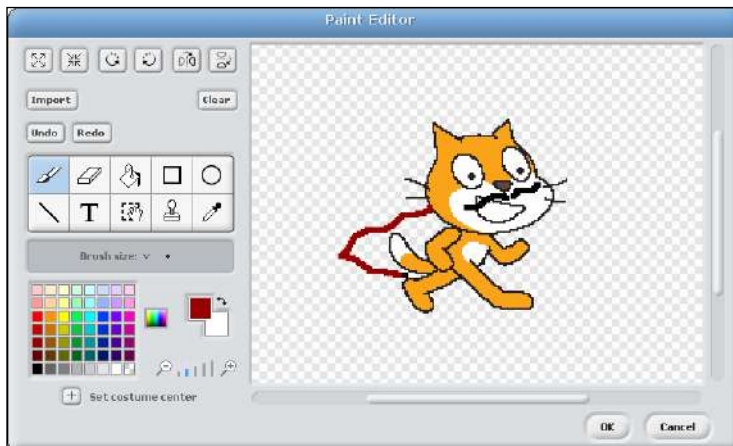 Paint Editor
Import Clear
Undo Redo
T
Brush size: v
Set costume center
OK Cancel